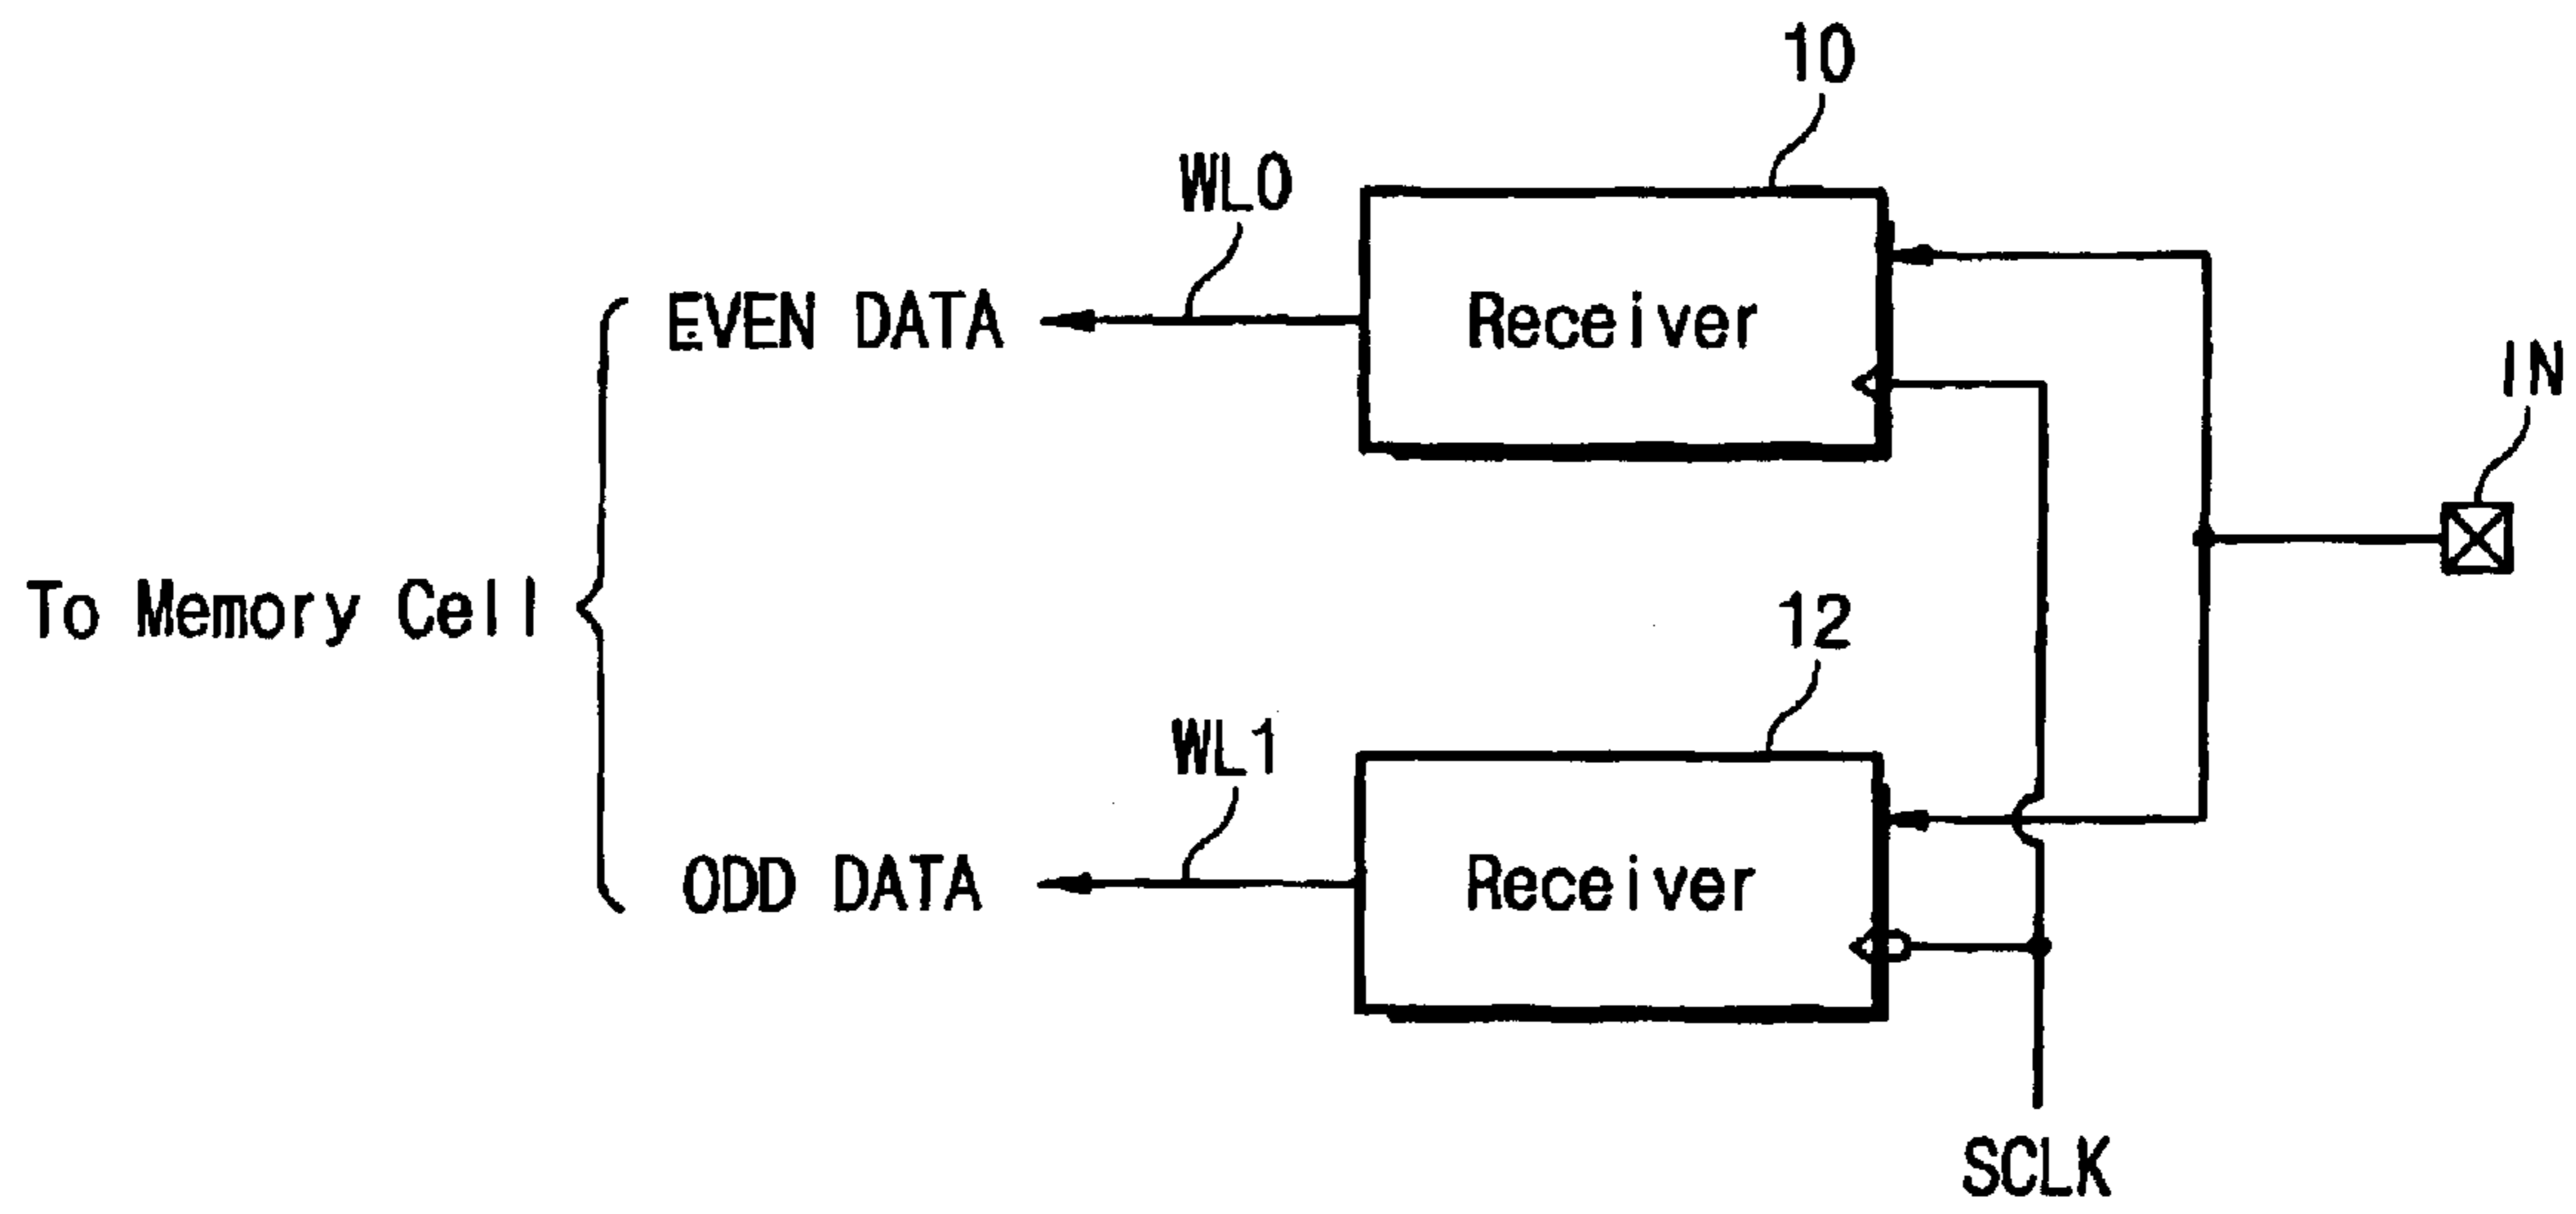 10
WL0
EVEN DATA
Receiver
IN
To Memory Cell
12
WL1
ODD DATA
Receiver
SCLK